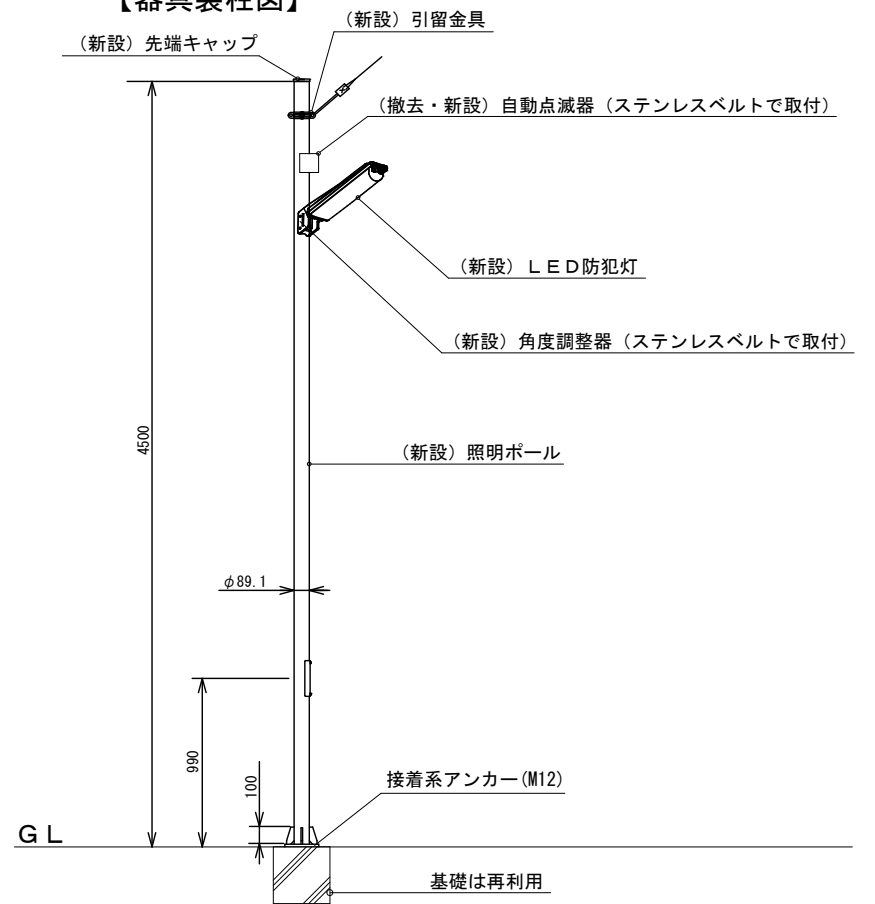 【器具装柱図】
（新設）引留金具
（新設）先端キャップ
（撤去・新設）自動点滅器（ステンレスベルトで取付）
（新設）ＬＥＤ防犯灯
（新設）角度調整器（ステンレスベルトで取付）
4500
（新設）照明ポール
φ89.1
990
100
接着系アンカー(M12)
ＧＬ
基礎は再利用